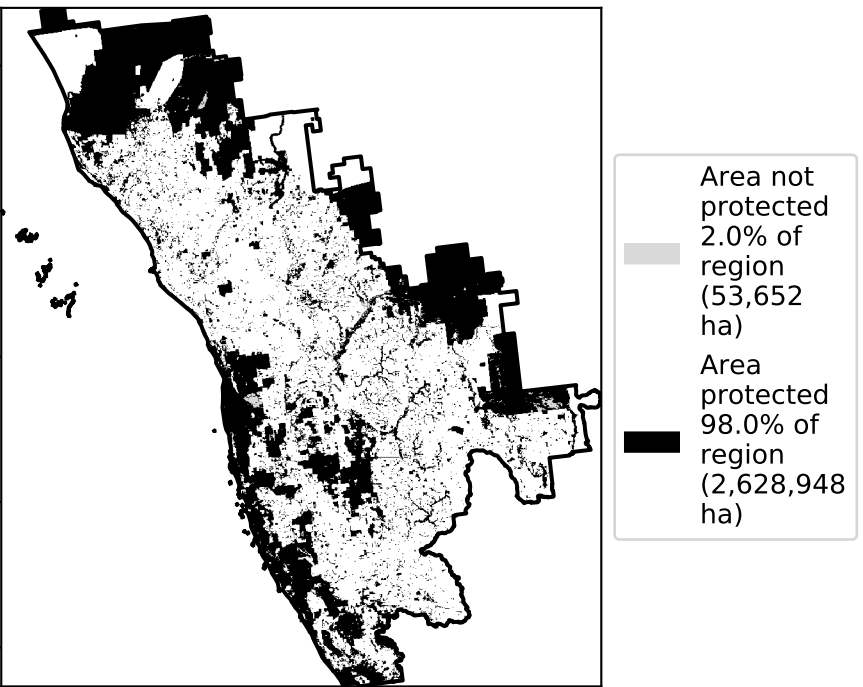 Area not
protected
2.0% of
region
(53,652
ha)
Area
protected
98.0% of
region
(2,628,948
ha)